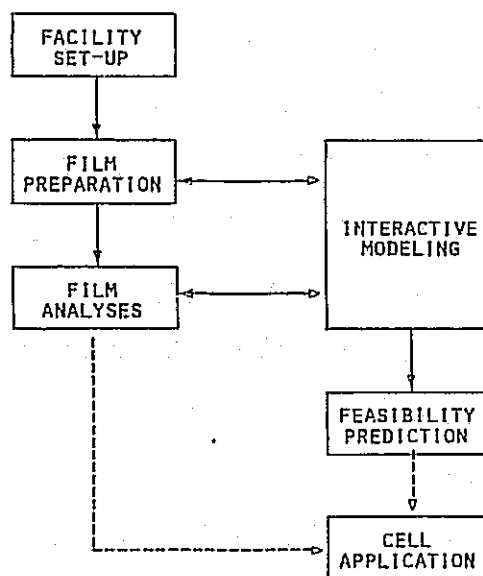 FACILITY
SET-UP
FILM
PREPARATION
INTERACTIVE
MODELING
FILM
ANALYSES
FEASIBILITY
PREDICTION
CELL
APPLICATION